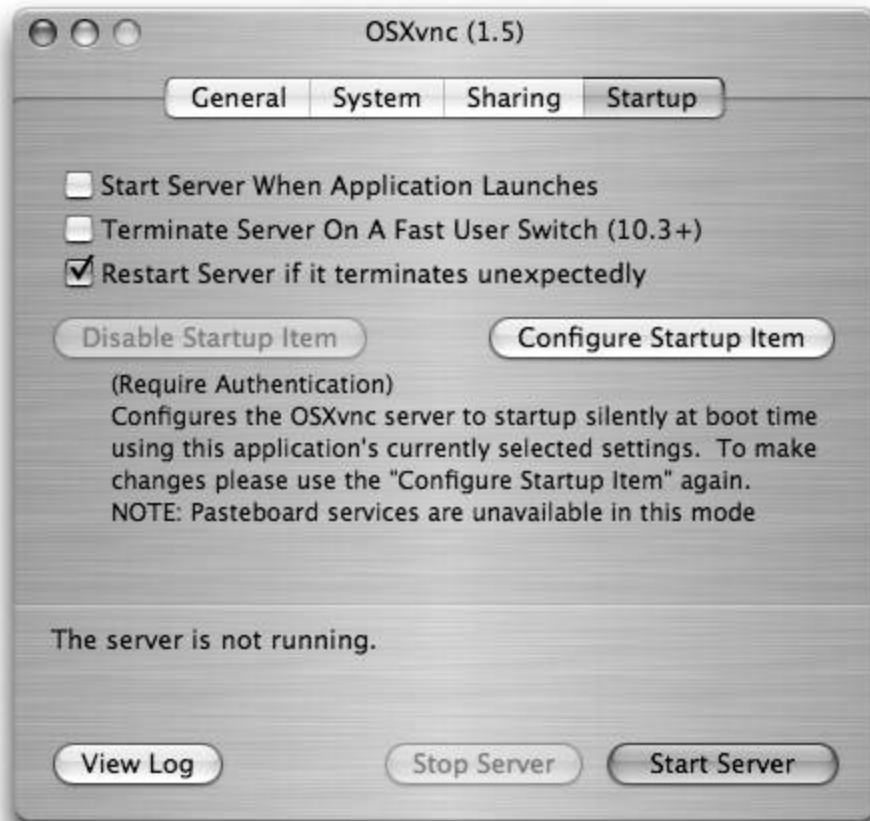 OSXvnc (1.5)
General System Sharing Startup
Start Server When Application Launches
Terminate Server On A Fast User Switch (10.3+)
Restart Server if it terminates unexpectedly
Disable Startup Item Configure Startup Item
(Require Authentication)
Configures the OSXvnc server to startup silently at boot time
using this application's currently selected settings.  To make
changes please use the "Configure Startup Item" again.
NOTE: Pasteboard services are unavailable in this mode
The server is not running.
View Log Stop Server Start Server